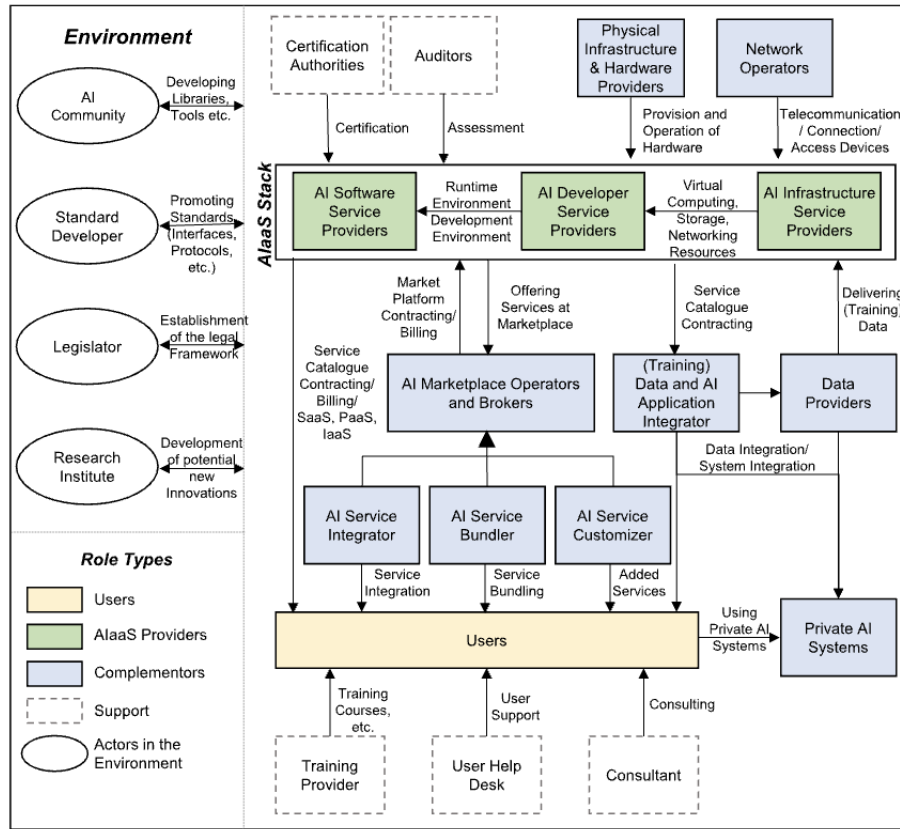 Environment
AI
Community
Developing
Libraries,
Tools etc.
Standard
Developer
Promoting
Standards
(Interfaces,
Protocols,
etc.)
Legislator
Establishment
of the legal
Framework
Research
Institute
Development
of potential
new
Innovations
Role Types
Users
AIaaS Providers
Complementors
Support
Actors in the
Environment
Certification
Authorities
Auditors
Physical
Infrastructure
& Hardware
Providers
Network
Operators
Certification
Assessment
Provision and
Operation of
Hardware
Telecommunication
/ Connection/
Access Devices
AIaaS Stack
AI Software
Service
Providers
Runtime
Environment
Development
Environment
AI Developer
Service
Providers
Virtual
Computing,
Storage,
Networking
Resources
AI Infrastructure
Service
Providers
Service
Catalogue
Contracting/
Billing/
SaaS, PaaS,
IaaS
Market
Platform
Contracting/
Billing
Offering
Services at
Marketplace
Service
Catalogue
Contracting
Delivering
(Training)
Data
AI Marketplace Operators
and Brokers
(Training)
Data and AI
Application
Integrator
Data
Providers
Data Integration/
System Integration
AI Service
Integrator
AI Service
Bundler
AI Service
Customizer
Service
Integration
Service
Bundling
Added
Services
Users
Using
Private AI
Systems
Private AI
Systems
Training
Courses,
etc.
User
Support
Consulting
Training
Provider
User Help
Desk
Consultant